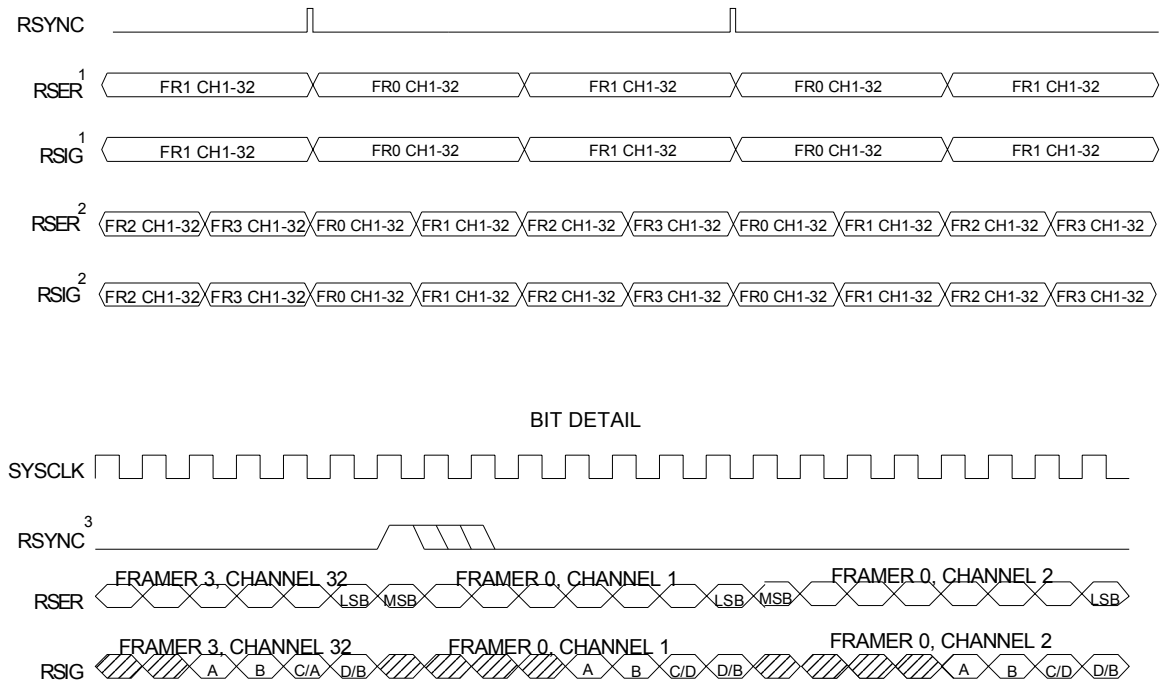 RSYNC
RSER1 FR1 CH1-32 FR0 CH1-32 FR1 CH1-32 FR0 CH1-32 FR1 CH1-32
RSIG1 FR1 CH1-32 FR0 CH1-32 FR1 CH1-32 FR0 CH1-32 FR1 CH1-32
RSER2 FR2 CH1-32 FR3 CH1-32 FR0 CH1-32 FR1 CH1-32 FR2 CH1-32 FR3 CH1-32 FR0 CH1-32 FR1 CH1-32 FR2 CH1-32 FR3 CH1-32
RSIG2 FR2 CH1-32 FR3 CH1-32 FR0 CH1-32 FR1 CH1-32 FR2 CH1-32 FR3 CH1-32 FR0 CH1-32 FR1 CH1-32 FR2 CH1-32 FR3 CH1-32
BIT DETAIL
SYSCLK
RSYNC3
FRAMER 3, CHANNEL 32 FRAMER 0, CHANNEL 1 FRAMER 0, CHANNEL 2
RSER LSB MSB LSB MSB LSB
FRAMER 3, CHANNEL 32 FRAMER 0, CHANNEL 1 FRAMER 0, CHANNEL 2
RSIG A B C/A D/B A B C/D D/B A B C/D D/B